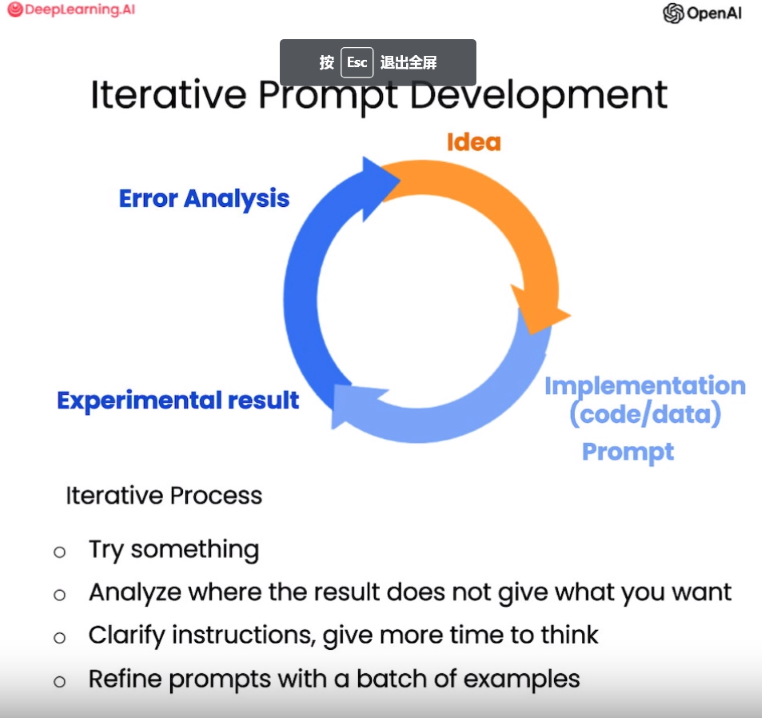 DeepLearning.AI
OpenAI
按 Esc 退出全屏
Iterative Prompt Development
Idea
Error Analysis
Experimental result
Implementation
(code/data)
Prompt
Iterative Process
Try something
Analyze where the result does not give what you want
Clarify instructions, give more time to think
Refine prompts with a batch of examples